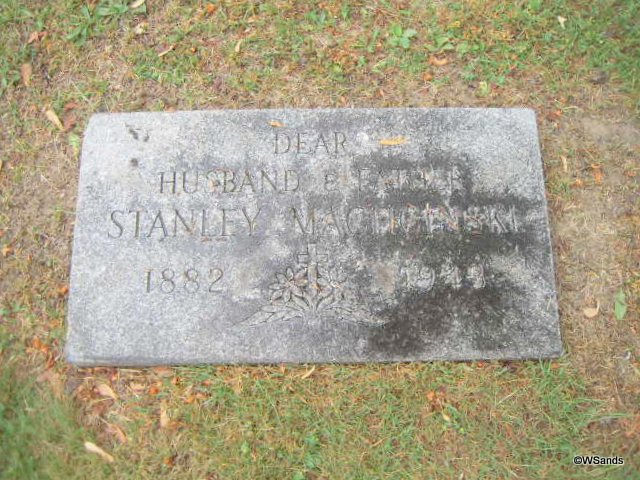 DEAR
HUSBAND & FATHER
STANLEY
1882
©WSands